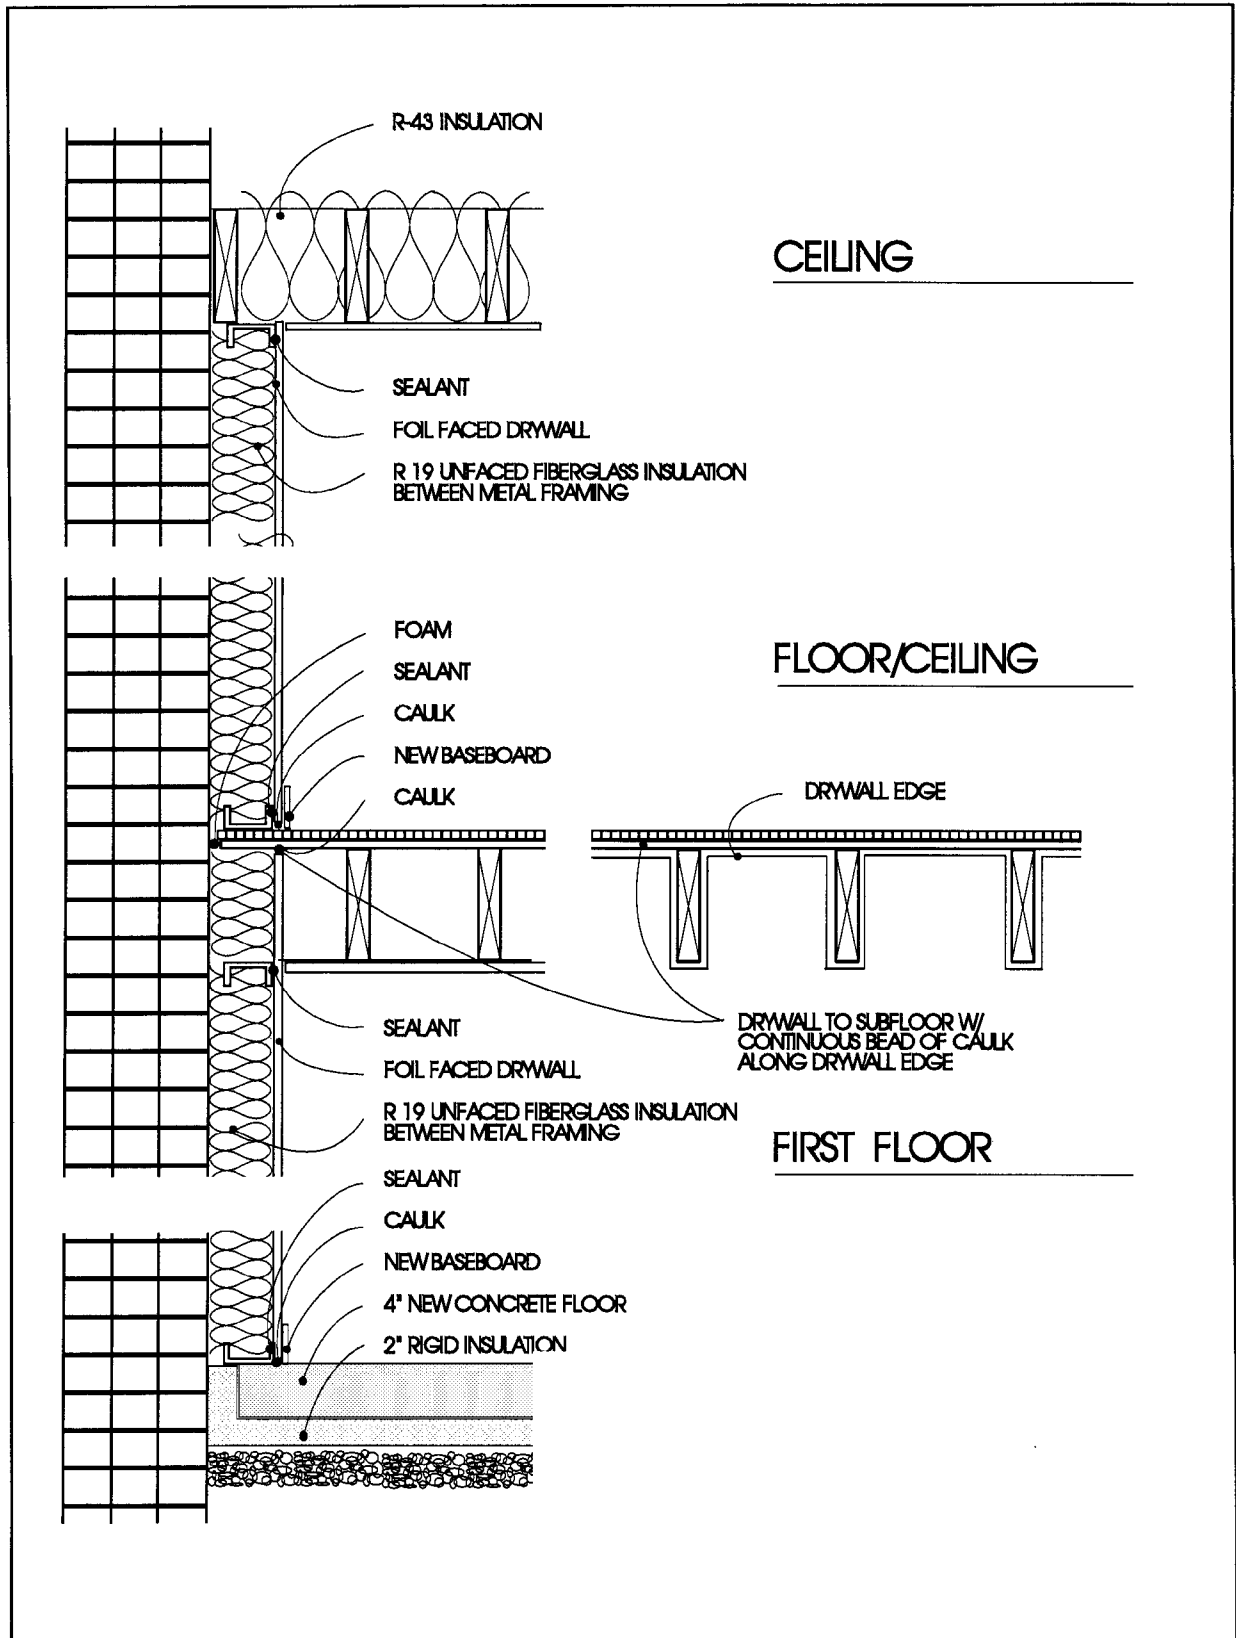 R-43 INSULATION
CEILING
SEALANT
FOIL FACED DRYWALL
R 19 UNFACED FIBERGLASS INSULATION
BETWEEN METAL FRAMING
FOAM
FLOOR/CEILING
SEALANT
CAULK
NEW BASEBOARD
DRYWALL EDGE
CAULK
DRYWALL TO SUBFLOOR W/
CONTINUOUS BEAD OF CAULK
ALONG DRYWALL EDGE
SEALANT
FOIL FACED DRYWALL
R 19 UNFACED FIBERGLASS INSULATION
BETWEEN METAL FRAMING
FIRST FLOOR
SEALANT
CAULK
NEW BASEBOARD
4" NEW CONCRETE FLOOR
2" RIGID INSULATION